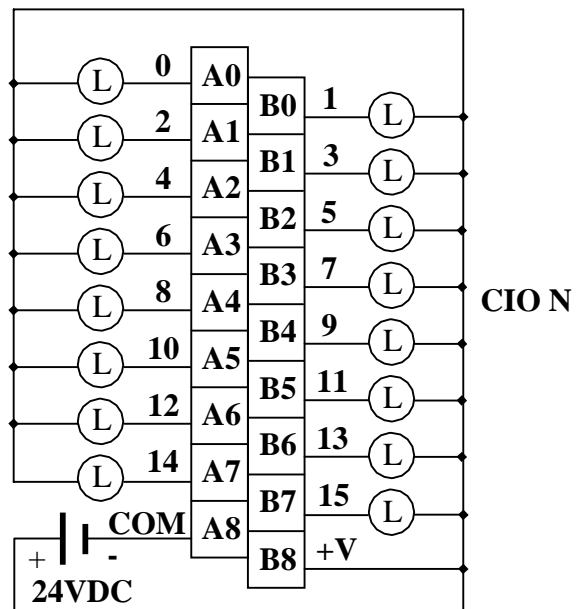 L 0 A0
B0 1 L
L 2 A1
B1 3 L
L 4 A2
B2 5 L
L 6 A3
B3 7 L
CIO N
L 8 A4
B4 9 L
L 10 A5
B5 11 L
L 12 A6
B6 13 L
L 14 A7
B7 15 L
COM A8
+ -
B8 +V
24VDC